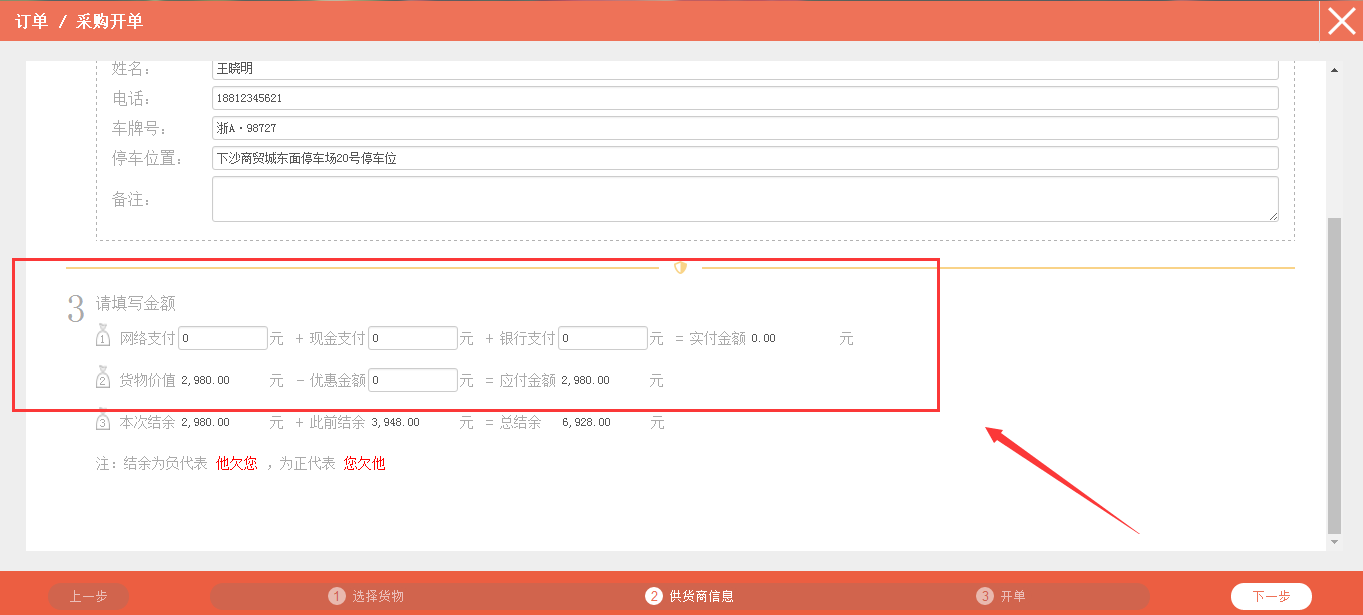 订单 / 采购开单
姓名： 王晓明
电话： 18812345621
车牌号： 浙A·98727
停车位置： 下沙商贸城东面停车场20号停车位
备注：
3 请填写金额
1 网络支付 0 元 + 现金支付 0 元 + 银行支付 0 元 = 实付金额 0.00 元
2 货物价值 2,980.00 元 - 优惠金额 0 元 = 应付金额 2,980.00 元
3 本次结余 2,980.00 元 + 此前结余 3,948.00 元 = 总结余 6,928.00 元
注：结余为负代表 他欠您 ，为正代表 您欠他
上一步 1 选择货物 2 供货商信息 3 开单 下一步